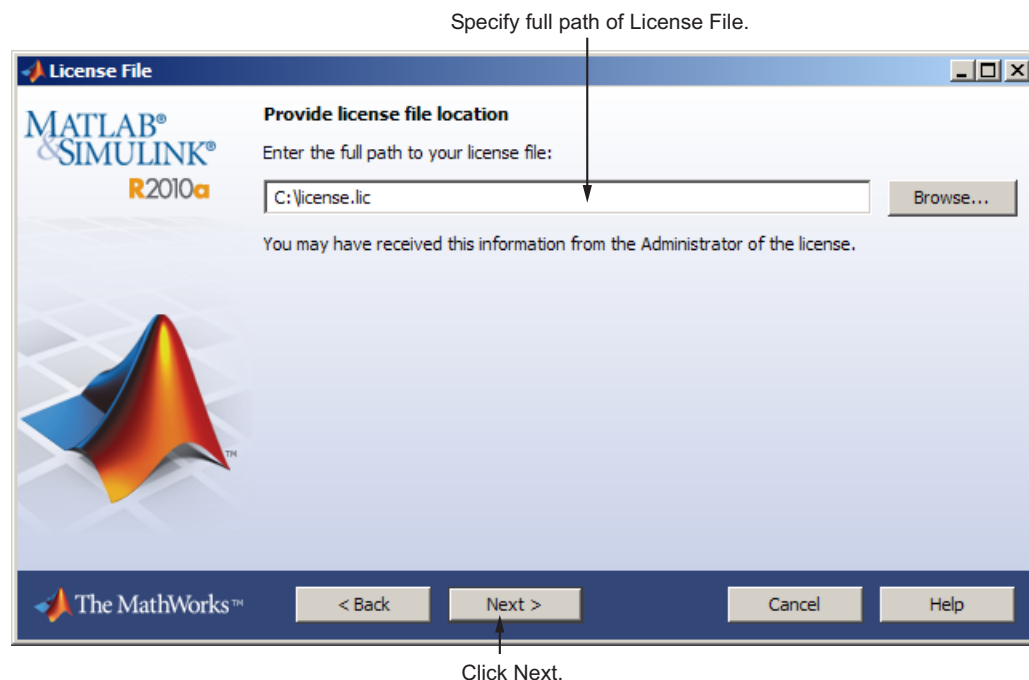 Specify full path of License File.
License File
MATLAB®
&SIMULINK®
R2010a
Provide license file location
Enter the full path to your license file:
C:\license.lic
Browse...
You may have received this information from the Administrator of the license.
TM
The MathWorks™
< Back
Next >
Cancel
Help
Click Next.